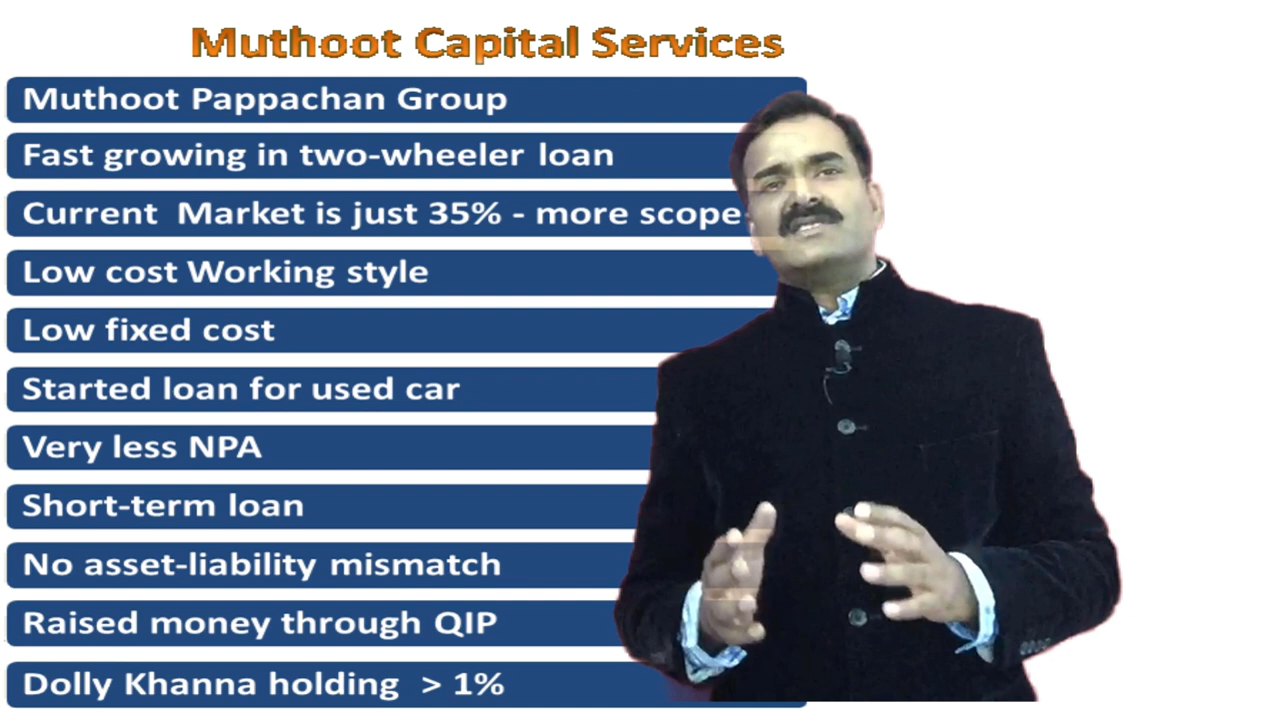 Muthoot Capital Services
Muthoot Pappachan Group
Fast growing in two-wheeler loan
Current Market is just 35% - more scope
Low cost Working style
Low fixed cost
Started loan for used car
Very less NPA
Short-term loan
No asset-liability mismatch
Raised money through QIP
Dolly Khanna holding > 1%